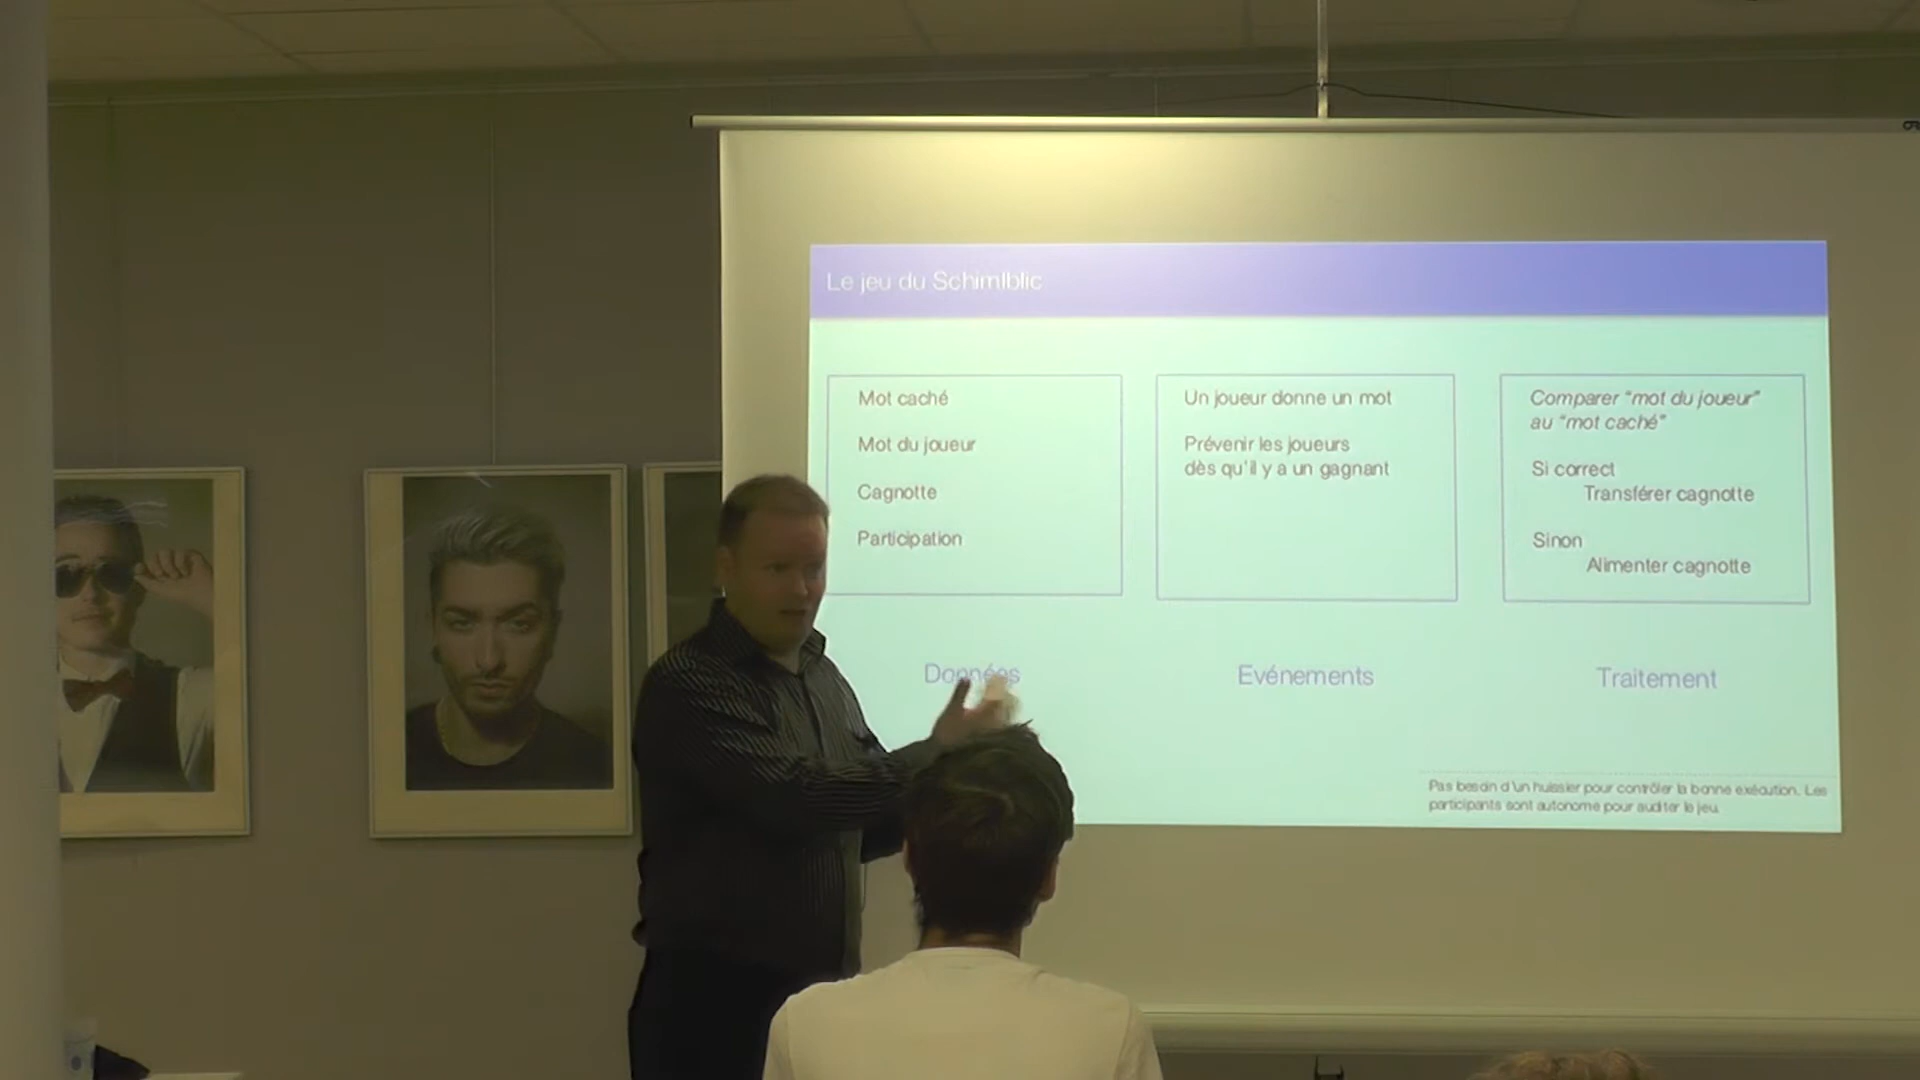 Le jeu du Schimlblic
Mot caché
Mot du joueur
Cagnotte
Participation
Données
Un joueur donne un mot
Prévenir les joueurs
dès qu'il y a un gagnant
Evénements
Comparer "mot du joueur"
au "mot caché"
Si correct
Transférer cagnotte
Sinon
Alimenter cagnotte
Traitement
Pas besoin d'un huissier pour contrôler la bonne exécution. Les
participants sont autonome pour auditer le jeu.